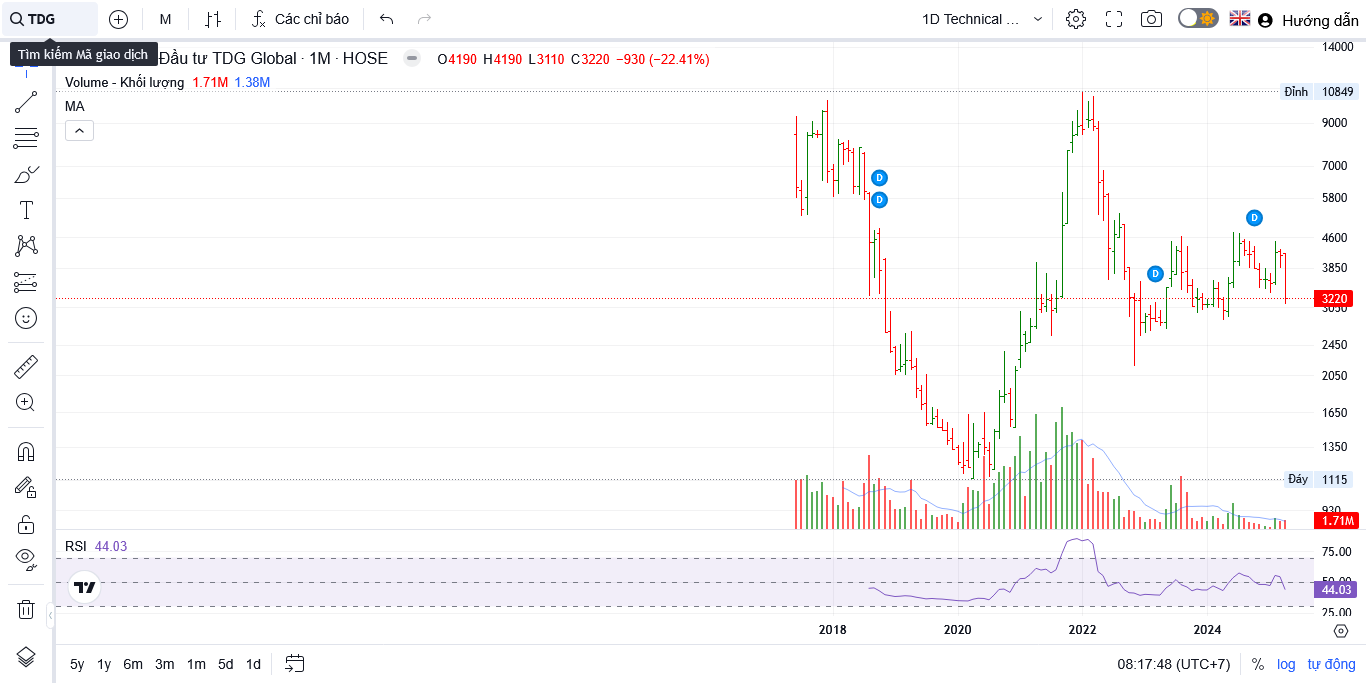 TDG
M
Các chỉ báo
1D Technical ...
Hướng dẫn
Tìm kiếm Mã giao dịch
Đầu tư TDG Global · 1M · HOSE
O4190 H4190 L3110 C3220 −930 (−22.41%)
Volume - Khối lượng 1.71M 1.38M
MA
14000
Đỉnh 10849
9000
7000
5800
4600
3850
3220
3050
2450
2050
1650
1350
Đáy 1115
930
1.71M
D
D
D
D
RSI 44.03
75.00
50.00
44.03
25.00
2018 2020 2022 2024
5y 1y 6m 3m 1m 5d 1d
08:17:48 (UTC+7) % log tự động